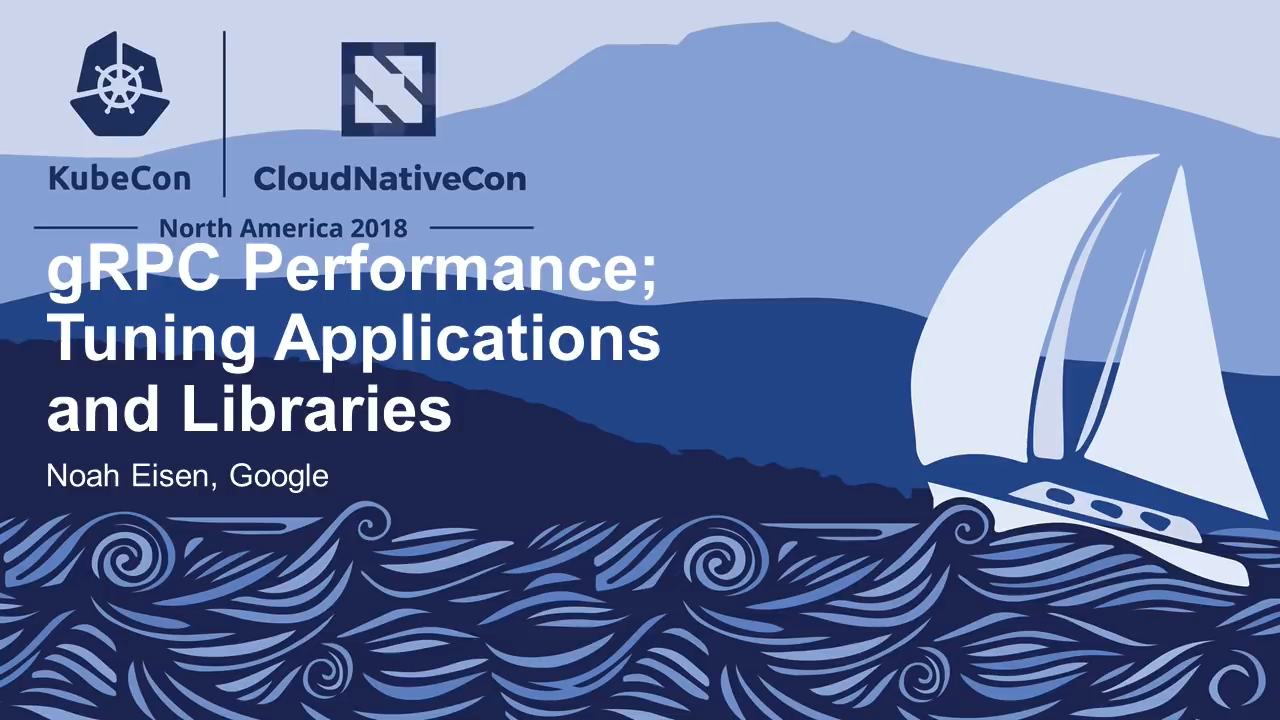 KubeCon
CloudNativeCon
North America 2018
gRPC Performance;
Tuning Applications
and Libraries
Noah Eisen, Google